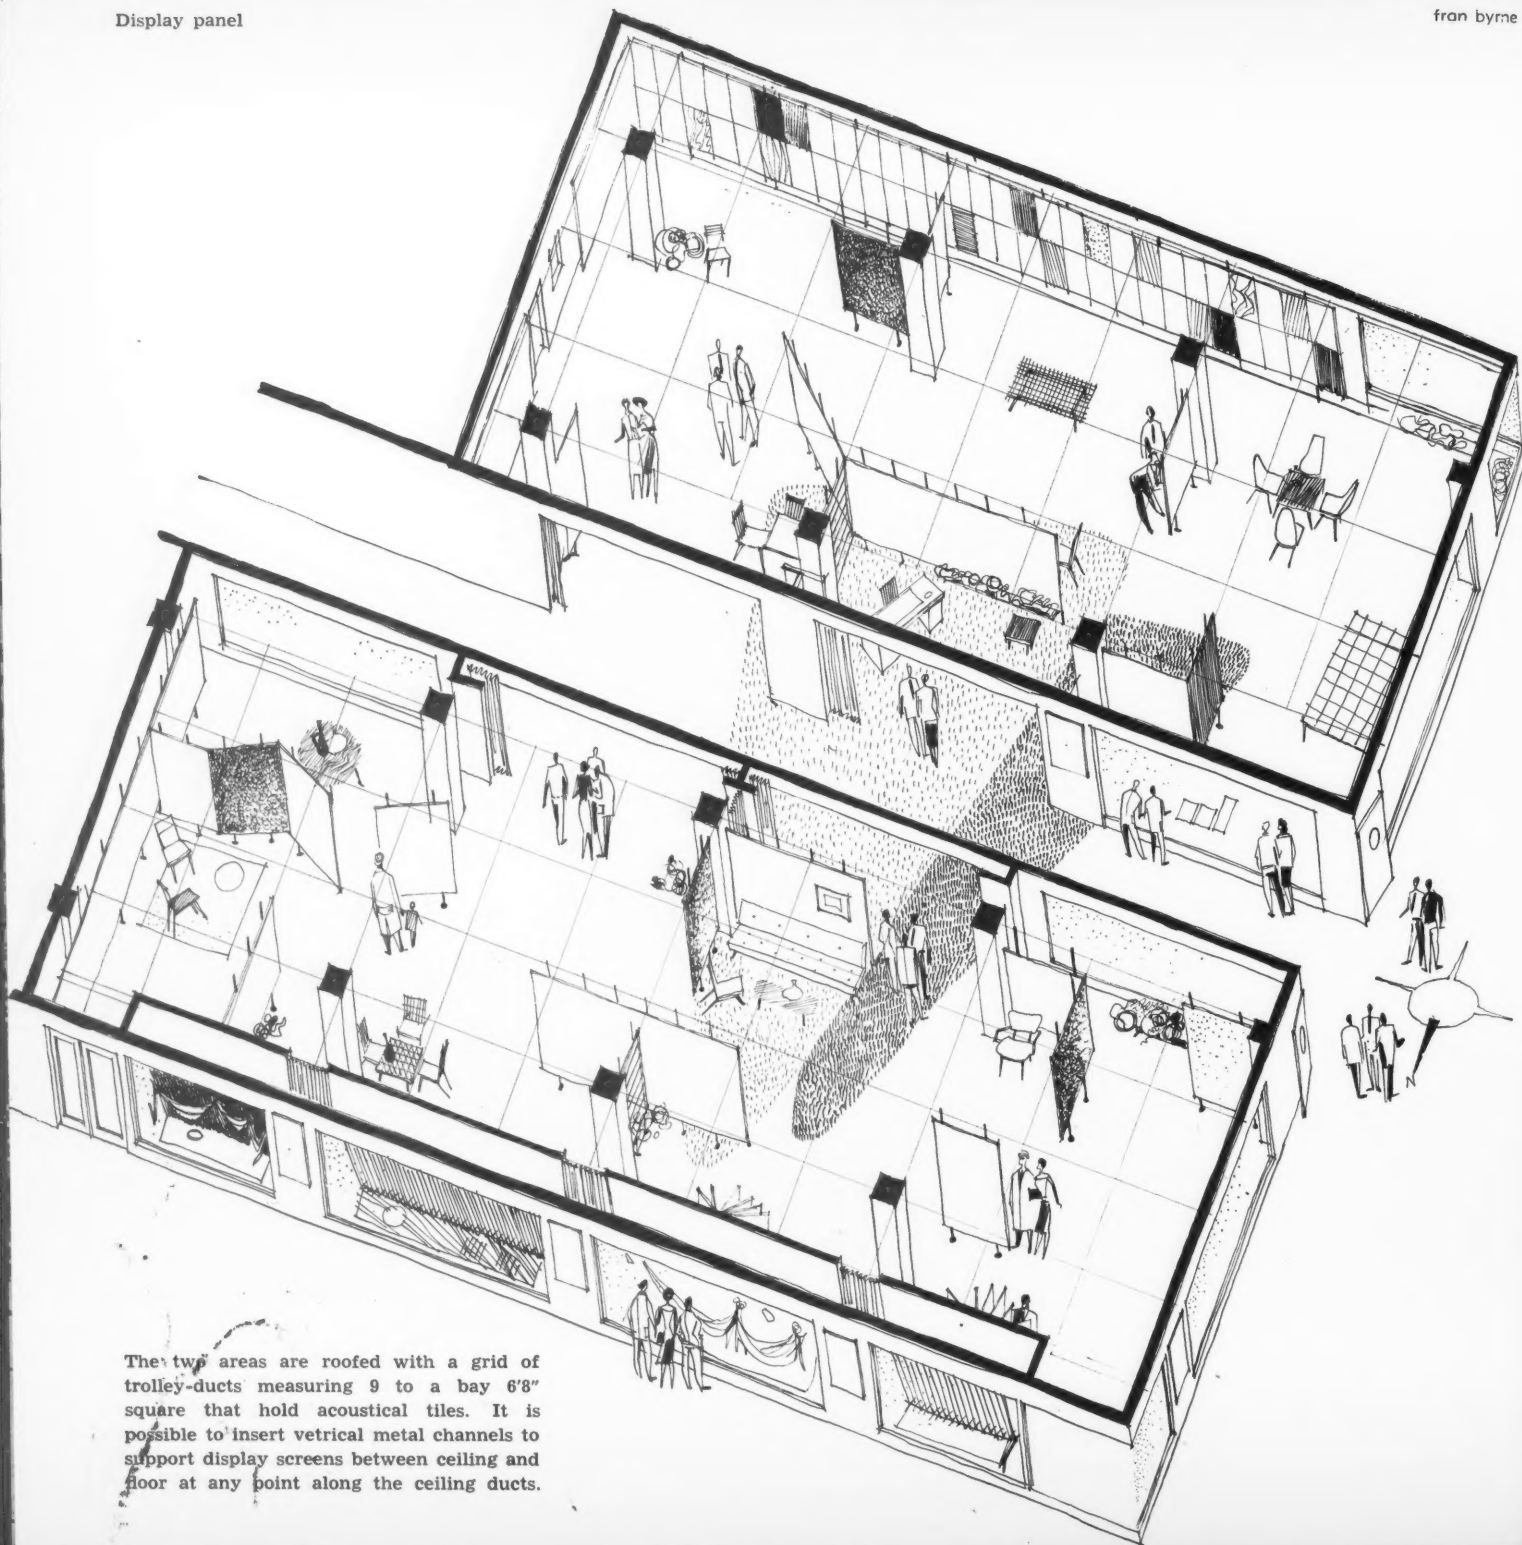 Display panel
fran byrne
N
The two areas are roofed with a grid of
trolley-ducts measuring 9 to a bay 6'8"
square that hold acoustical tiles. It is
possible to insert vetrical metal channels to
support display screens between ceiling and
floor at any point along the ceiling ducts.